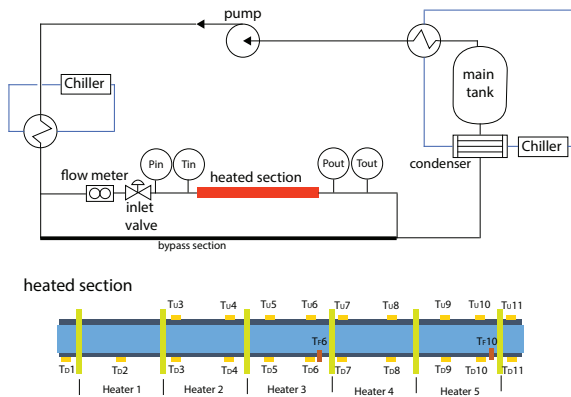 pump
main
tank
Chiller
condenser
Chiller
Pin
Tin
Pout
Tout
flow meter
heated section
inlet
valve
bypass section
heated section
TU3 TU4 TU5 TU6 TU7 TU8 TU9 TU10 TU11
TF6 TF10
TD1 TD2 TD3 TD4 TD5 TD6 TD7 TD8 TD9 TD10 TD11
Heater 1 Heater 2 Heater 3 Heater 4 Heater 5